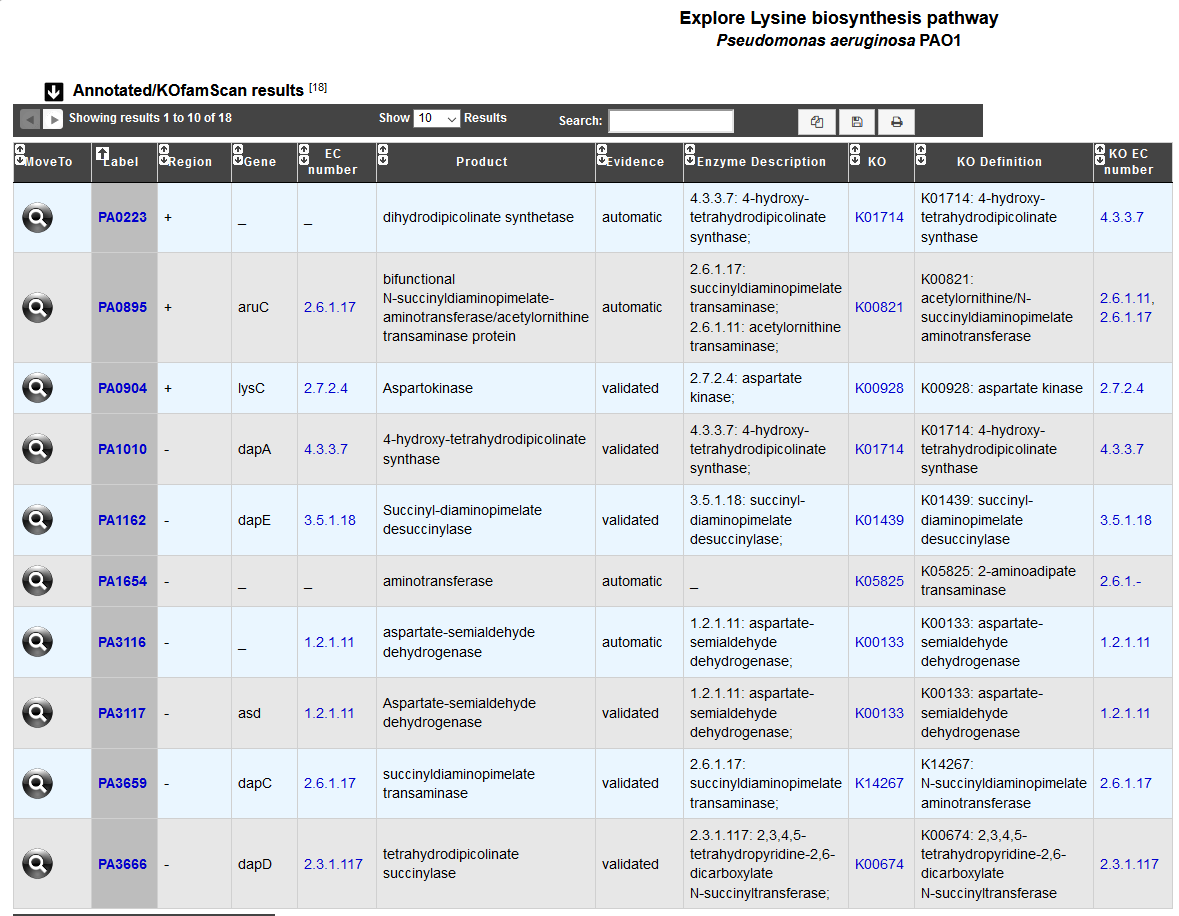 Explore Lysine biosynthesis pathway
Pseudomonas aeruginosa PAO1
Annotated/KOfamScan results [18]
Showing results 1 to 10 of 18 Show 10 Results Search:
MoveTo Label Region Gene EC number Product Evidence Enzyme Description KO KO Definition KO EC number
PA0223 + _ _ dihydrodipicolinate synthetase automatic 4.3.3.7: 4-hydroxy-tetrahydrodipicolinate synthase; K01714 K01714: 4-hydroxy-tetrahydrodipicolinate synthase 4.3.3.7
PA0895 + aruC 2.6.1.17 bifunctional N-succinyldiaminopimelate-aminotransferase/acetylornithine transaminase protein automatic 2.6.1.17: succinyldiaminopimelate transaminase; 2.6.1.11: acetylornithine transaminase; K00821 K00821: acetylornithine/N-succinyldiaminopimelate aminotransferase 2.6.1.11, 2.6.1.17
PA0904 + lysC 2.7.2.4 Aspartokinase validated 2.7.2.4: aspartate kinase; K00928 K00928: aspartate kinase 2.7.2.4
PA1010 - dapA 4.3.3.7 4-hydroxy-tetrahydrodipicolinate synthase validated 4.3.3.7: 4-hydroxy-tetrahydrodipicolinate synthase; K01714 K01714: 4-hydroxy-tetrahydrodipicolinate synthase 4.3.3.7
PA1162 - dapE 3.5.1.18 Succinyl-diaminopimelate desuccinylase validated 3.5.1.18: succinyl-diaminopimelate desuccinylase; K01439 K01439: succinyl-diaminopimelate desuccinylase 3.5.1.18
PA1654 - _ _ aminotransferase automatic _ K05825 K05825: 2-aminoadipate transaminase 2.6.1.-
PA3116 - _ 1.2.1.11 aspartate-semialdehyde dehydrogenase automatic 1.2.1.11: aspartate-semialdehyde dehydrogenase; K00133 K00133: aspartate-semialdehyde dehydrogenase 1.2.1.11
PA3117 - asd 1.2.1.11 Aspartate-semialdehyde dehydrogenase validated 1.2.1.11: aspartate-semialdehyde dehydrogenase; K00133 K00133: aspartate-semialdehyde dehydrogenase 1.2.1.11
PA3659 - dapC 2.6.1.17 succinyldiaminopimelate transaminase validated 2.6.1.17: succinyldiaminopimelate transaminase; K14267 K14267: N-succinyldiaminopimelate aminotransferase 2.6.1.17
PA3666 - dapD 2.3.1.117 tetrahydrodipicolinate succinylase validated 2.3.1.117: 2,3,4,5-tetrahydropyridine-2,6-dicarboxylate N-succinyltransferase; K00674 K00674: 2,3,4,5-tetrahydropyridine-2,6-dicarboxylate N-succinyltransferase 2.3.1.117